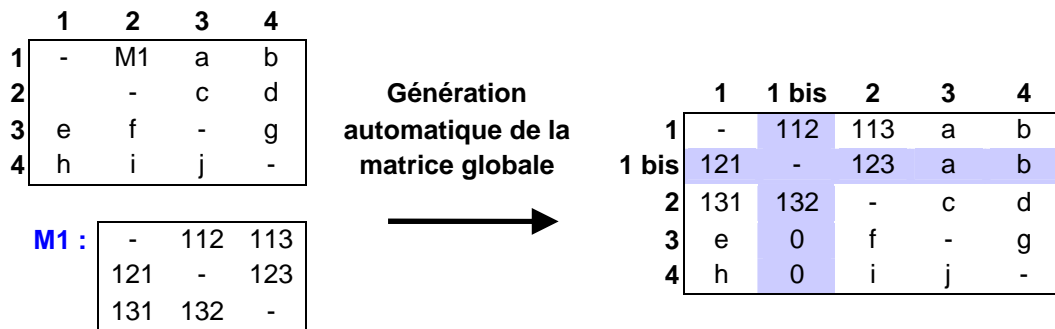 1 2 3 4
1 - M1 a b
2 - c d
3 e f - g
4 h i j -
M1 : - 112 113
121 - 123
131 132 -
Génération
automatique de la
matrice globale
1 1 bis 2 3 4
1 - 112 113 a b
1 bis 121 - 123 a b
2 131 132 - c d
3 e 0 f - g
4 h 0 i j -